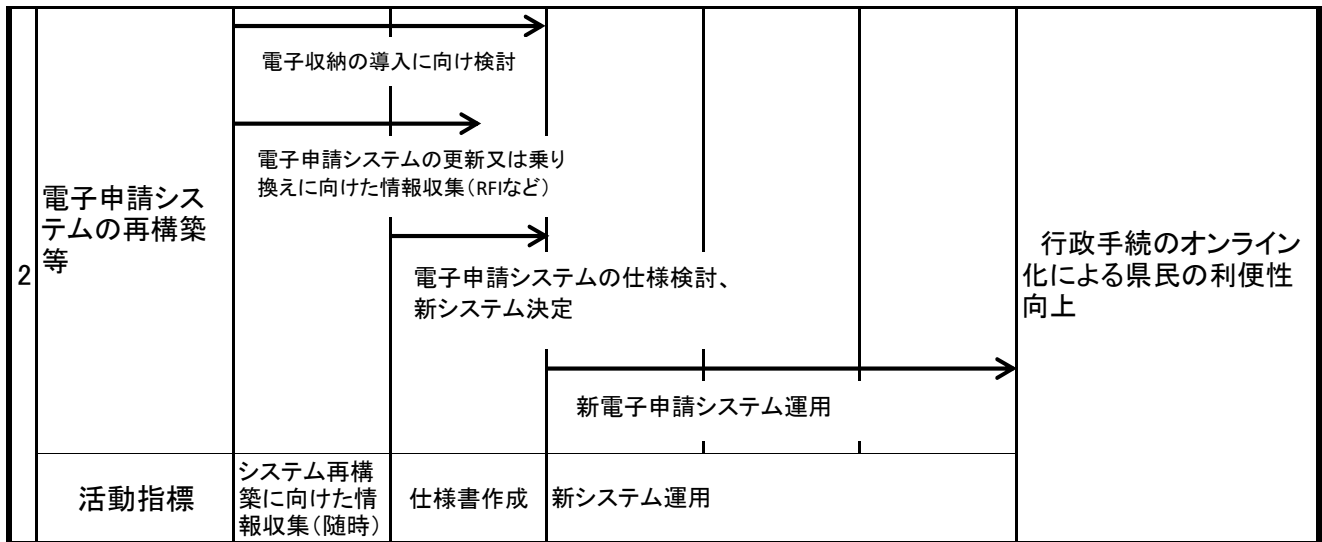 2
電子申請シス
テムの再構築
等
電子収納の導入に向け検討
電子申請システムの更新又は乗り
換えに向けた情報収集（RFIなど）
電子申請システムの仕様検討、
新システム決定
新電子申請システム運用
行政手続のオンライン
化による県民の利便性
向上
活動指標
システム再構
築に向けた情
報収集（随時）
仕様書作成
新システム運用